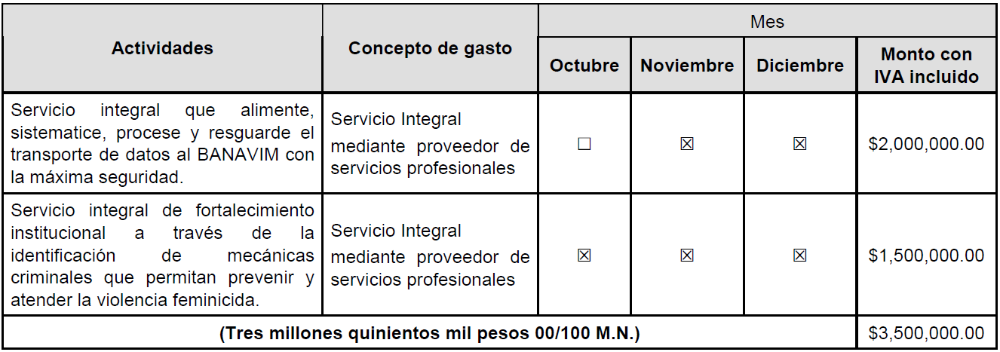 Actividades
Concepto de gasto
Mes
Octubre
Noviembre
Diciembre
Monto con
IVA incluido
Servicio integral que alimente,
sistematice, procese y resguarde el
transporte de datos al BANAVIM con
la máxima seguridad.
Servicio Integral
mediante proveedor de
servicios profesionales
☐
☒
☒
$2,000,000.00
Servicio integral de fortalecimiento
institucional a través de la
identificación de mecánicas
criminales que permitan prevenir y
atender la violencia feminicida.
Servicio Integral
mediante proveedor de
servicios profesionales
☒
☒
☒
$1,500,000.00
(Tres millones quinientos mil pesos 00/100 M.N.)
$3,500,000.00